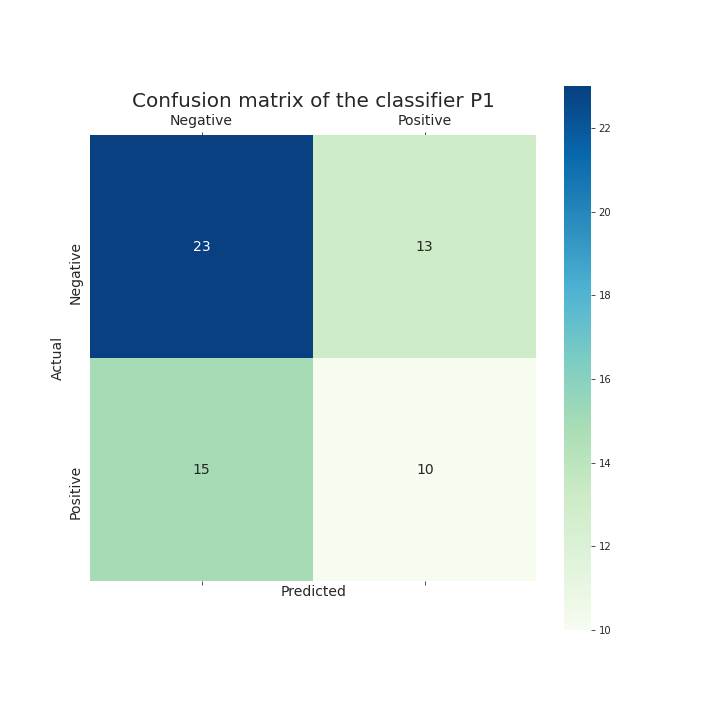 Confusion matrix of the classifier P1
Negative
Positive
Actual
Negative
23
13
Positive
15
10
Predicted
22
20
18
16
14
12
10